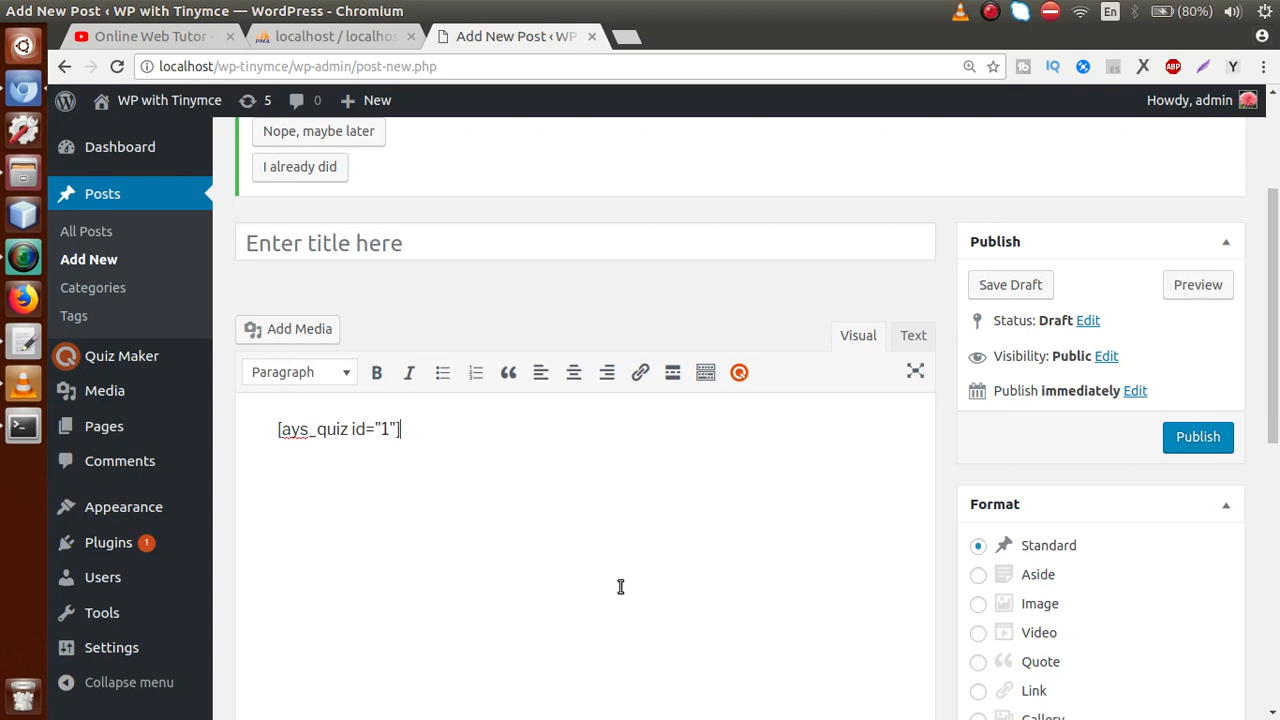 Add New Post ‹ WP with Tinymce — WordPress - Chromium
En
(80%)
Online Web Tutor -
localhost / localhos
Add New Post ‹ WP
localhost/wp-tinymce/wp-admin/post-new.php
WP with Tinymce
5
0
New
Howdy, admin
Nope, maybe later
I already did
Dashboard
Posts
All Posts
Add New
Categories
Tags
Quiz Maker
Media
Pages
Comments
Appearance
Plugins 1
Users
Tools
Settings
Collapse menu
Enter title here
Add Media
Visual
Text
Paragraph
[ays_quiz id="1"]
Publish
Save Draft
Preview
Status: Draft Edit
Visibility: Public Edit
Publish immediately Edit
Publish
Format
Standard
Aside
Image
Video
Quote
Link
Gallery